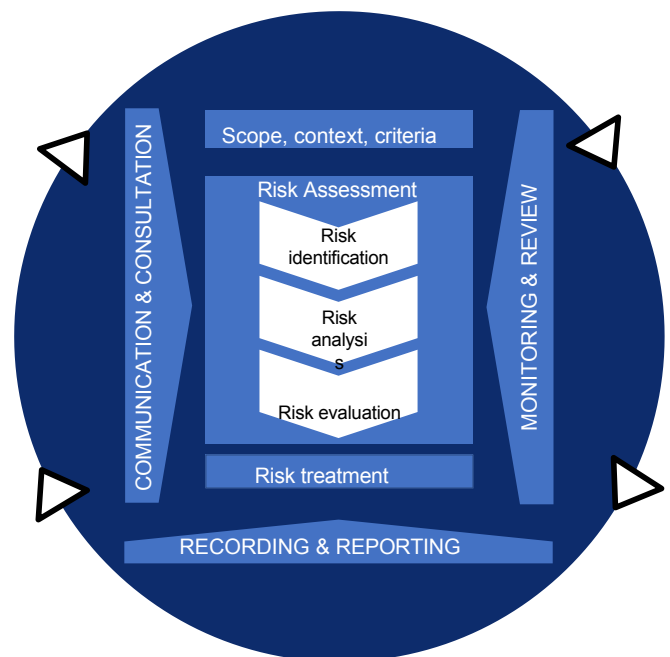 COMMUNICATION & CONSULTATION
Scope, context, criteria
Risk Assessment
Risk
identification
Risk
analysi
s
Risk evaluation
Risk treatment
MONITORING & REVIEW
RECORDING & REPORTING